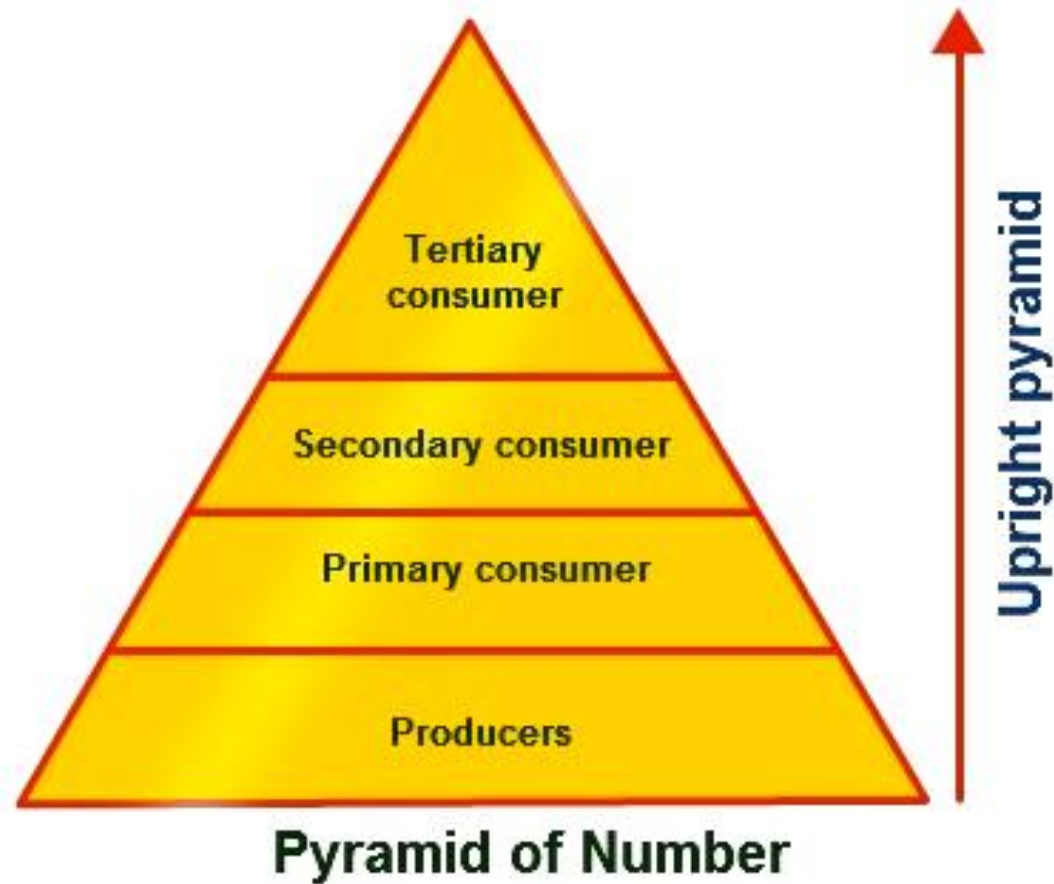 Tertiary
consumer
Secondary consumer
Primary consumer
Producers
Upright pyramid
Pyramid of Number